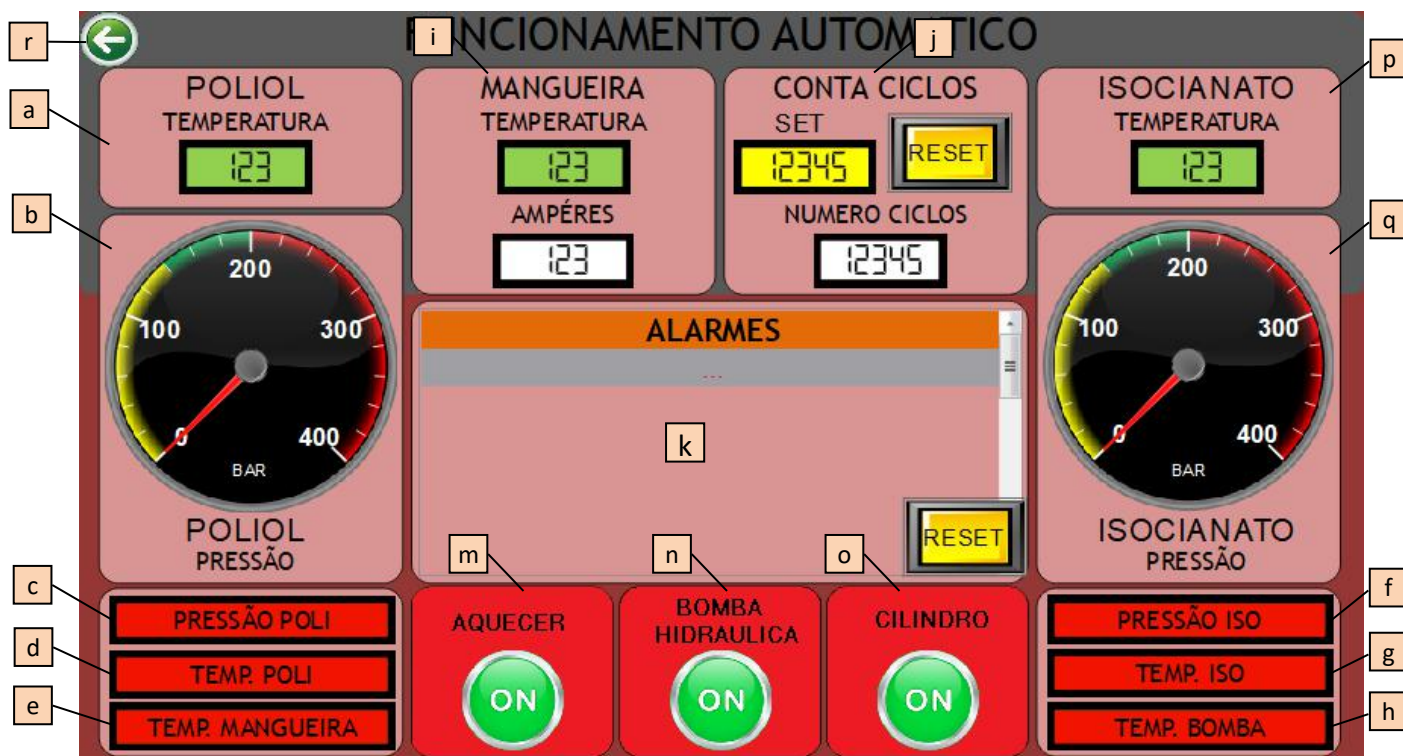 r
FUNCIONAMENTO AUTOMÁTICO
i
j
p
a
POLIOL
TEMPERATURA
123
MANGUEIRA
TEMPERATURA
123
AMPÉRES
123
CONTA CICLOS
SET
12345
RESET
NUMERO CICLOS
12345
ISOCIANATO
TEMPERATURA
123
b
0
100
200
300
400
BAR
POLIOL
PRESSÃO
ALARMES
---
k
RESET
q
0
100
200
300
400
BAR
ISOCIANATO
PRESSÃO
c
PRESSÃO POLI
d
TEMP. POLI
e
TEMP. MANGUEIRA
m
AQUECER
ON
n
BOMBA
HIDRAULICA
ON
o
CILINDRO
ON
PRESSÃO ISO
f
TEMP. ISO
g
TEMP. BOMBA
h